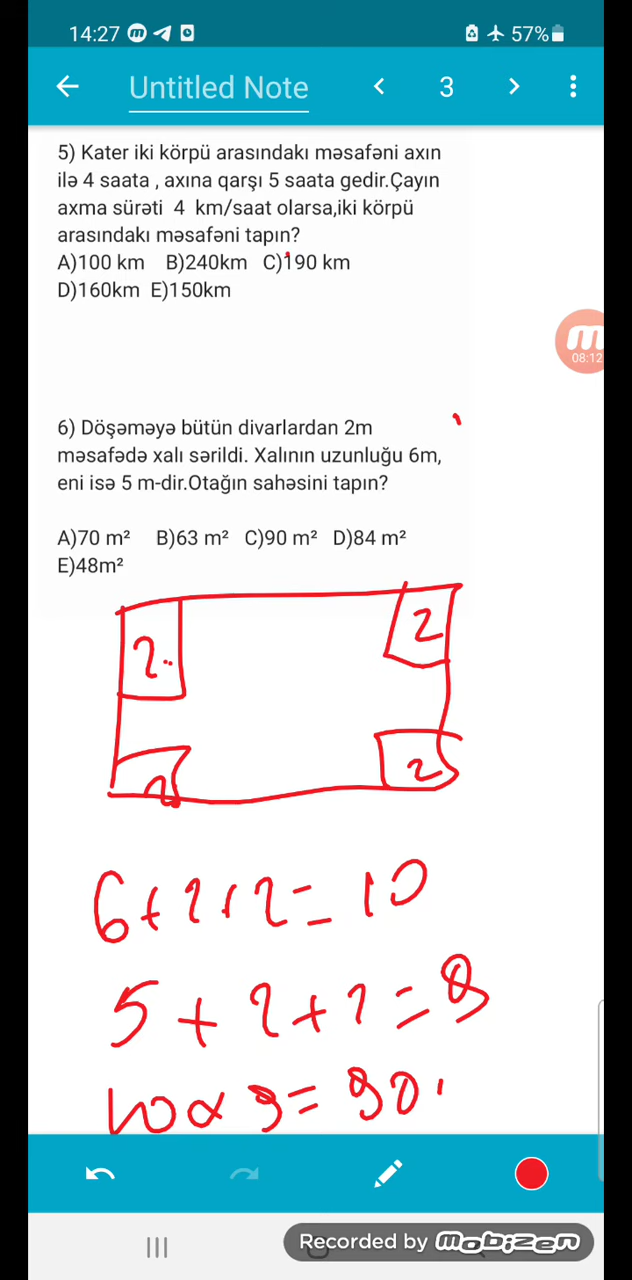 14:27 57%
Untitled Note < 3 >
5) Kater iki körpü arasındakı məsafəni axın
ilə 4 saata , axına qarşı 5 saata gedir.Çayın
axma sürəti 4 km/saat olarsa,iki körpü
arasındakı məsafəni tapın?
A)100 km B)240km C)190 km
D)160km E)150km
m
08:12
6) Döşəməyə bütün divarlardan 2m
məsafədə xalı sərildi. Xalının uzunluğu 6m,
eni isə 5 m-dir.Otağın sahəsini tapın?
A)70 m² B)63 m² C)90 m² D)84 m²
E)48m²
2 2
2 2
6+2+2=10
5+2+2=9
10x9=90
Recorded by mobizen